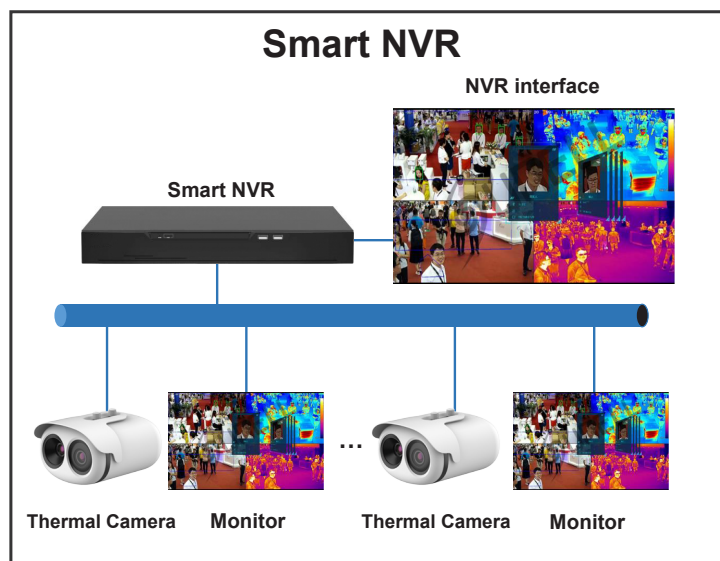 Smart NVR
NVR interface
Smart NVR
...
Thermal Camera
Monitor
Thermal Camera
Monitor